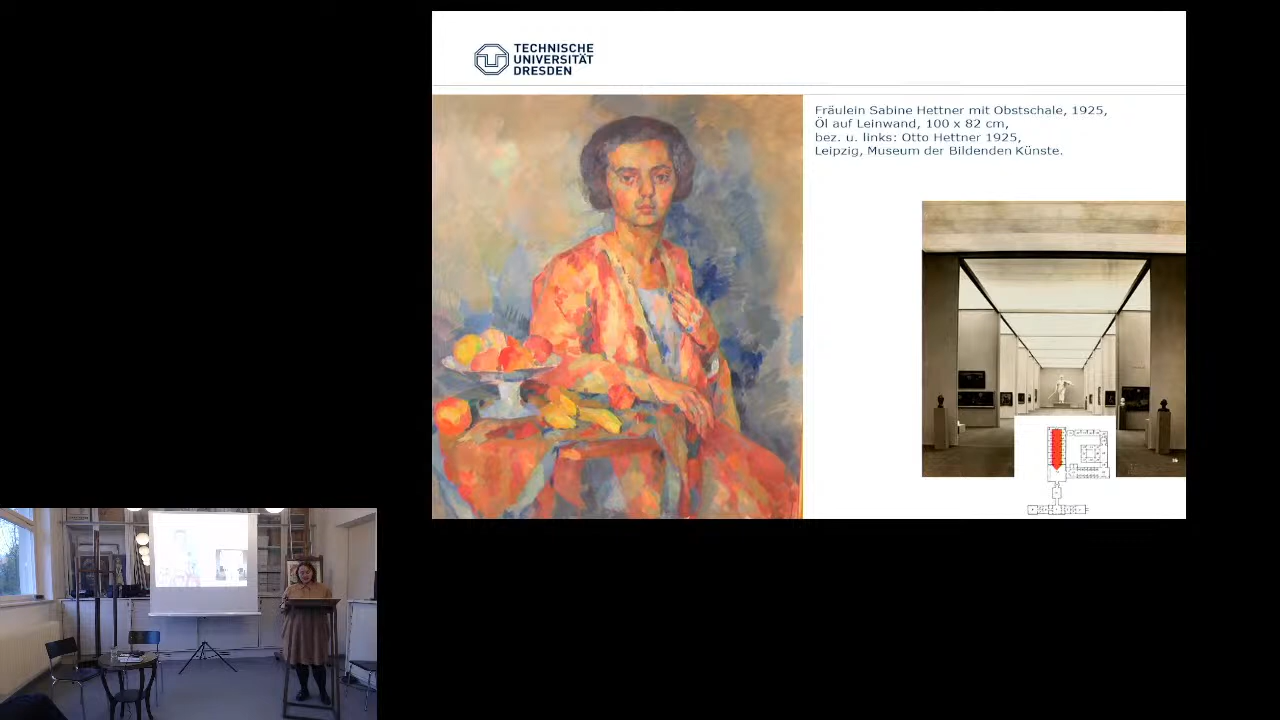 TECHNISCHE
UNIVERSITÄT
DRESDEN
Fräulein Sabine Hettner mit Obstschale, 1925,
Öl auf Leinwand, 100 x 82 cm,
bez. u. links: Otto Hettner 1925,
Leipzig, Museum der Bildenden Künste.